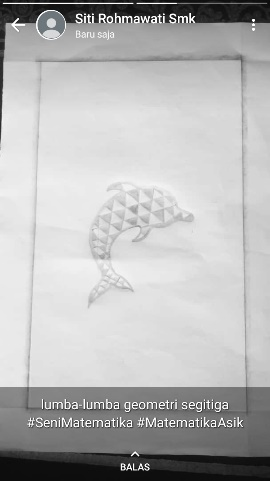 Siti Rohmawati Smk
Baru saja
lumba-lumba geometri segitiga
#SeniMatematika #MatematikaAsik
BALAS